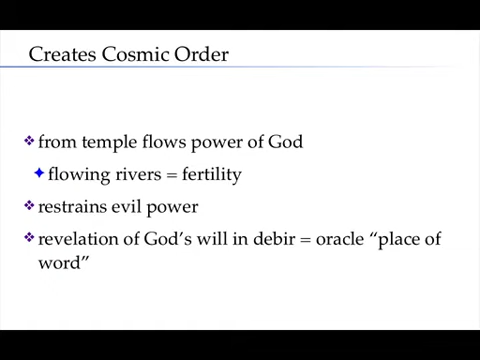 Creates Cosmic Order
from temple flows power of God
flowing rivers = fertility
restrains evil power
revelation of God’s will in debir = oracle “place of
word”